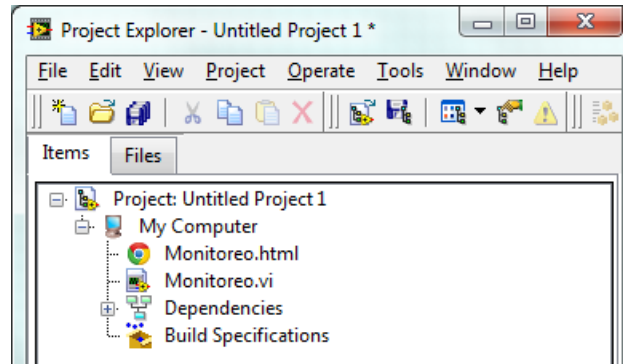 Project Explorer - Untitled Project 1 *
File Edit View Project Operate Tools Window Help
Items Files
Project: Untitled Project 1
My Computer
Monitoreo.html
Monitoreo.vi
Dependencies
Build Specifications